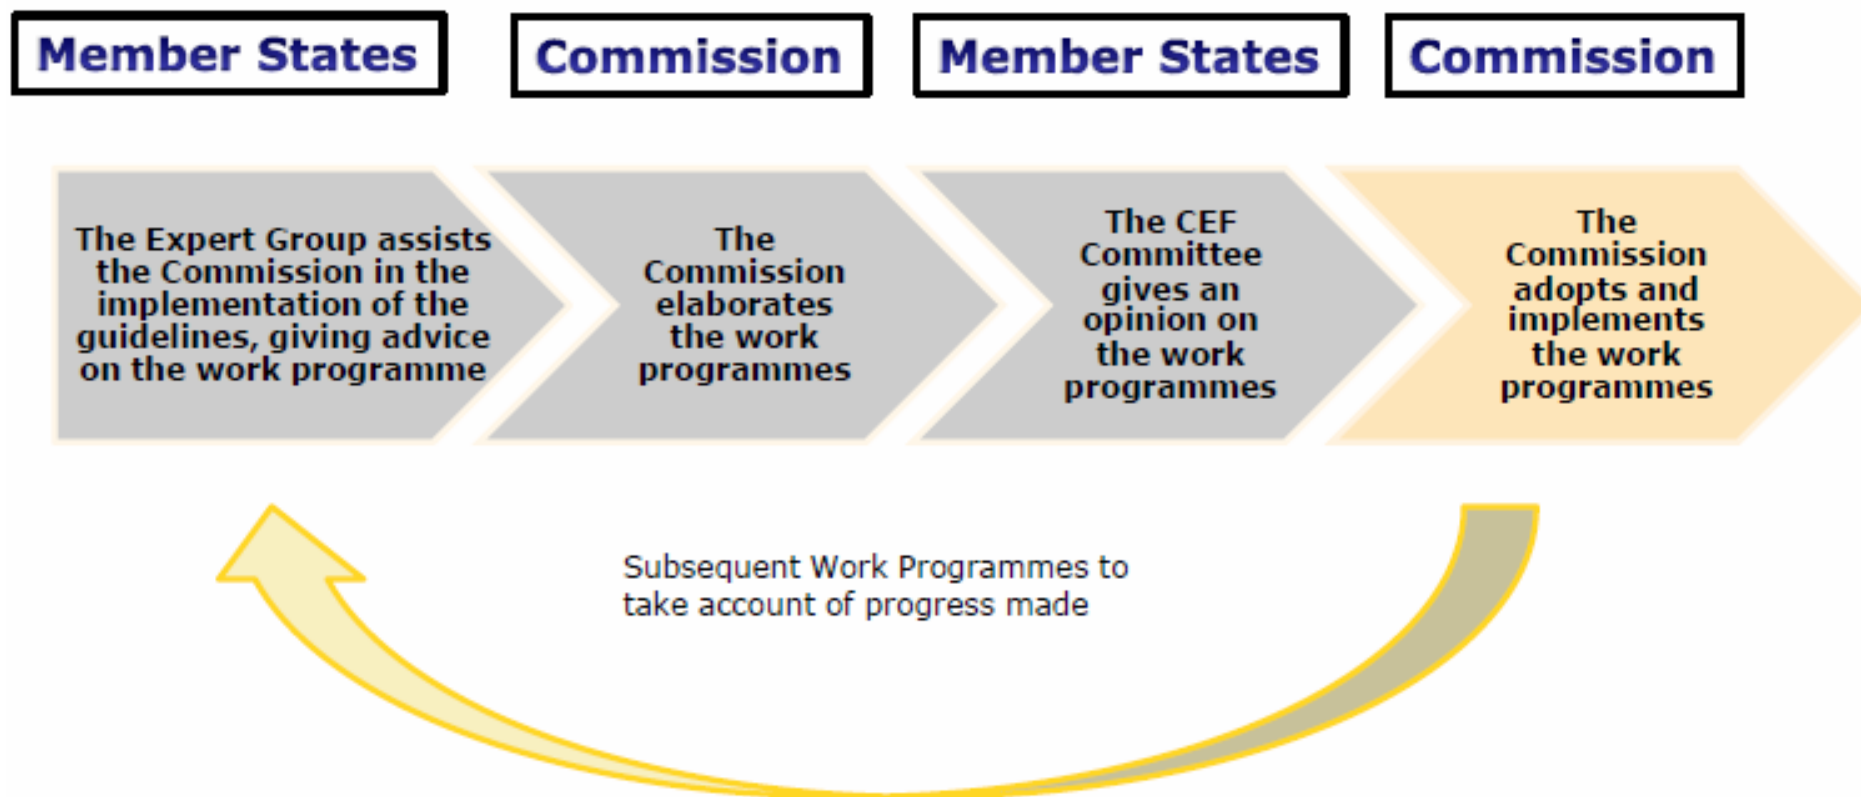 Member States
Commission
Member States
Commission
The Expert Group assists
the Commission in the
implementation of the
guidelines, giving advice
on the work programme
The
Commission
elaborates
the work
programmes
The CEF
Committee
gives an
opinion on
the work
programmes
The
Commission
adopts and
implements
the work
programmes
Subsequent Work Programmes to
take account of progress made